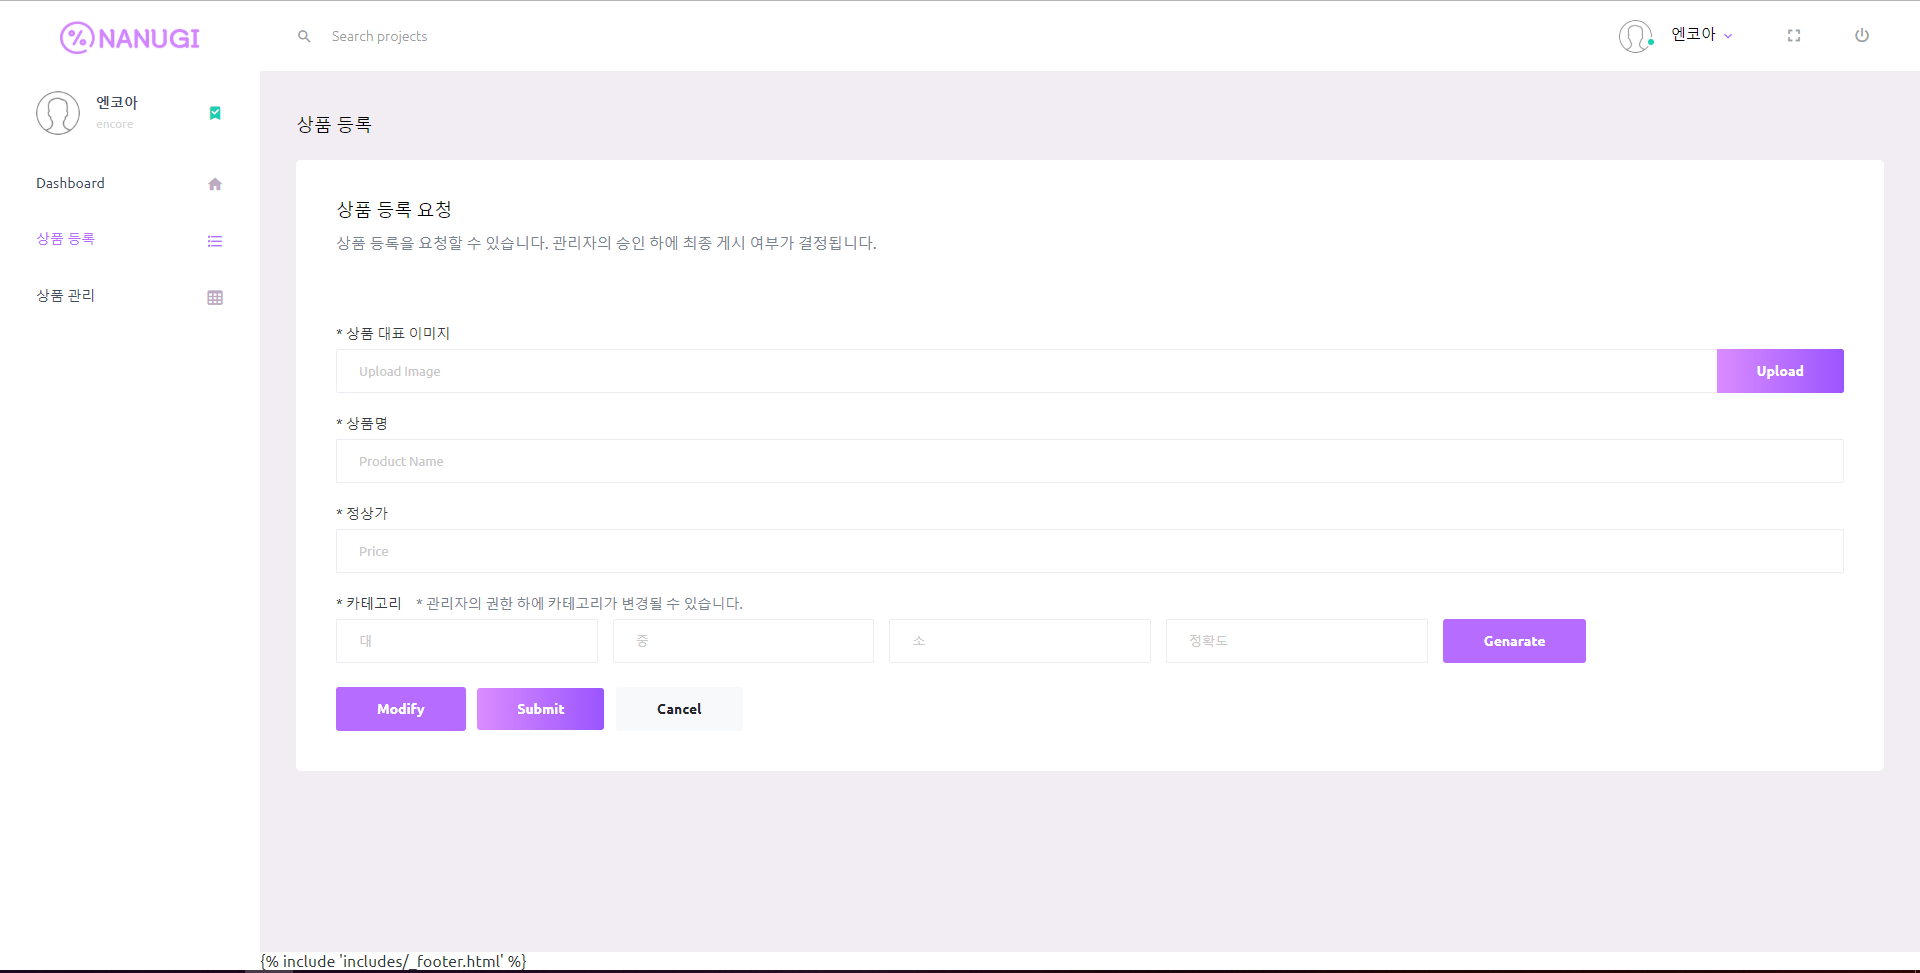 NANUGI
Search projects
엔코아
엔코아
encore
Dashboard
상품 등록
상품 관리
상품 등록
상품 등록 요청
상품 등록을 요청할 수 있습니다. 관리자의 승인 하에 최종 게시 여부가 결정됩니다.
* 상품 대표 이미지
Upload Image
Upload
* 상품명
Product Name
* 정상가
Price
* 카테고리 * 관리자의 권한 하에 카테고리가 변경될 수 있습니다.
대 중 소 정확도 Genarate
Modify Submit Cancel
{% include 'includes/_footer.html' %}